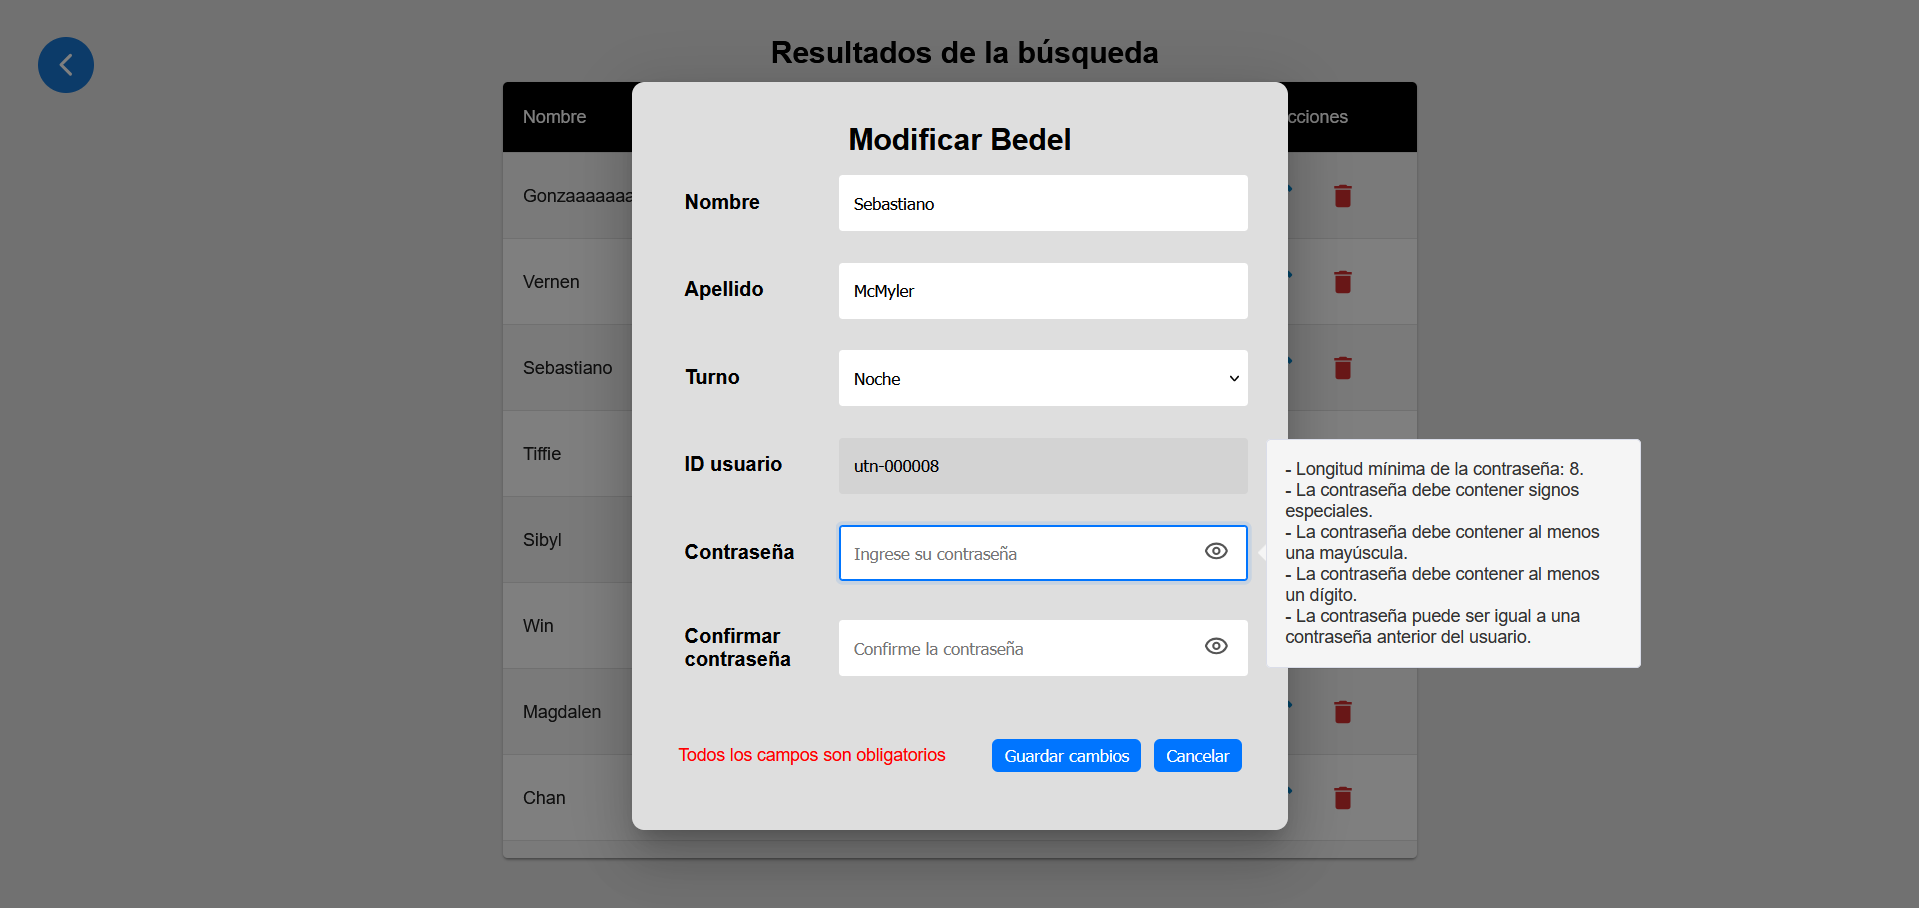 Resultados de la búsqueda
Nombre
cciones
Gonzaaaaaaa
Vernen
Sebastiano
Tiffie
Sibyl
Win
Magdalen
Chan
Modificar Bedel
Nombre
Sebastiano
Apellido
McMyler
Turno
Noche
ID usuario
utn-000008
Contraseña
Ingrese su contraseña
Confirmar
contraseña
Confirme la contraseña
Todos los campos son obligatorios
Guardar cambios
Cancelar
- Longitud mínima de la contraseña: 8.
- La contraseña debe contener signos
especiales.
- La contraseña debe contener al menos
una mayúscula.
- La contraseña debe contener al menos
un dígito.
- La contraseña puede ser igual a una
contraseña anterior del usuario.